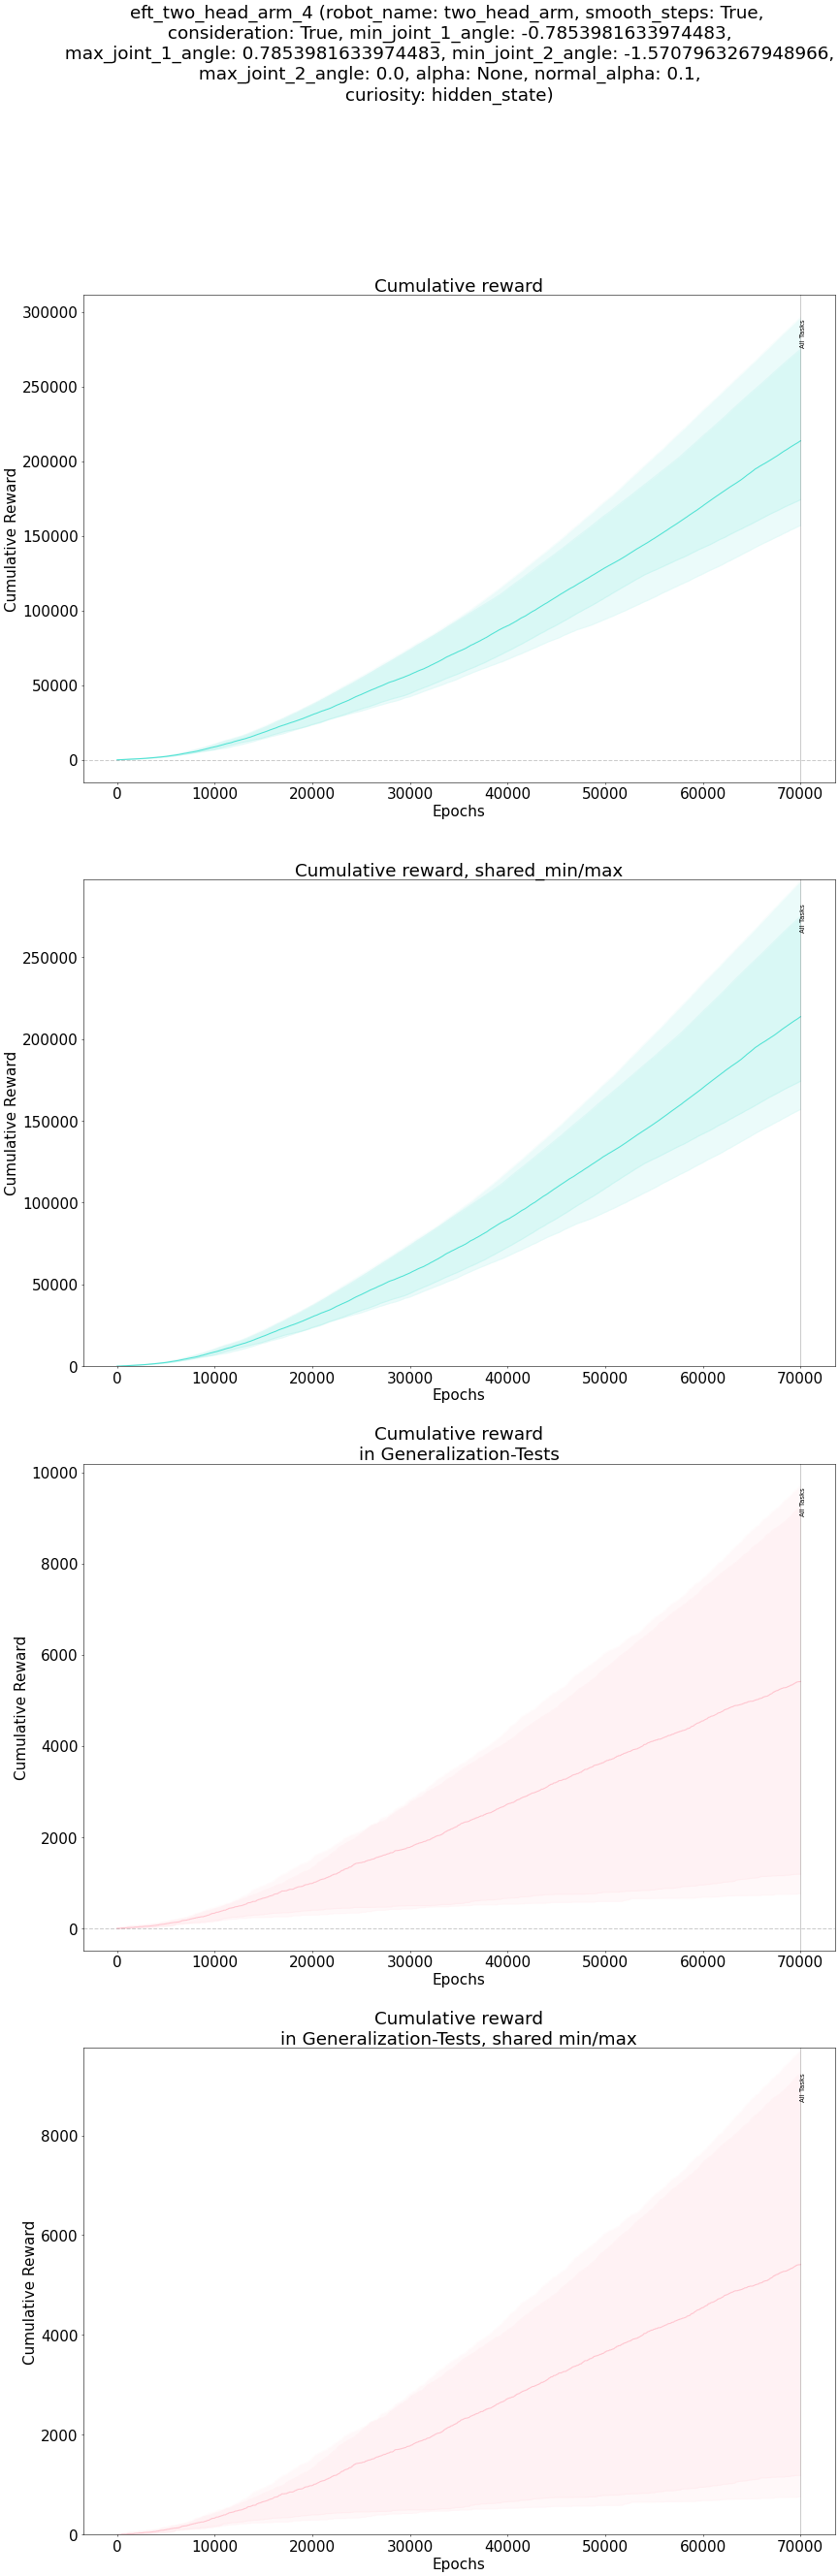 eft_two_head_arm_4 (robot_name: two_head_arm, smooth_steps: True,
consideration: True, min_joint_1_angle: -0.7853981633974483,
max_joint_1_angle: 0.7853981633974483, min_joint_2_angle: -1.5707963267948966,
max_joint_2_angle: 0.0, alpha: None, normal_alpha: 0.1,
curiosity: hidden_state)
Cumulative reward
300000
250000
200000
150000
100000
50000
0
Cumulative Reward
All Tasks
0 10000 20000 30000 40000 50000 60000 70000
Epochs
Cumulative reward, shared_min/max
250000
200000
150000
100000
50000
0
Cumulative Reward
All Tasks
0 10000 20000 30000 40000 50000 60000 70000
Epochs
Cumulative reward
in Generalization-Tests
10000
8000
6000
4000
2000
0
Cumulative Reward
All Tasks
0 10000 20000 30000 40000 50000 60000 70000
Epochs
Cumulative reward
in Generalization-Tests, shared min/max
8000
6000
4000
2000
0
Cumulative Reward
All Tasks
0 10000 20000 30000 40000 50000 60000 70000
Epochs